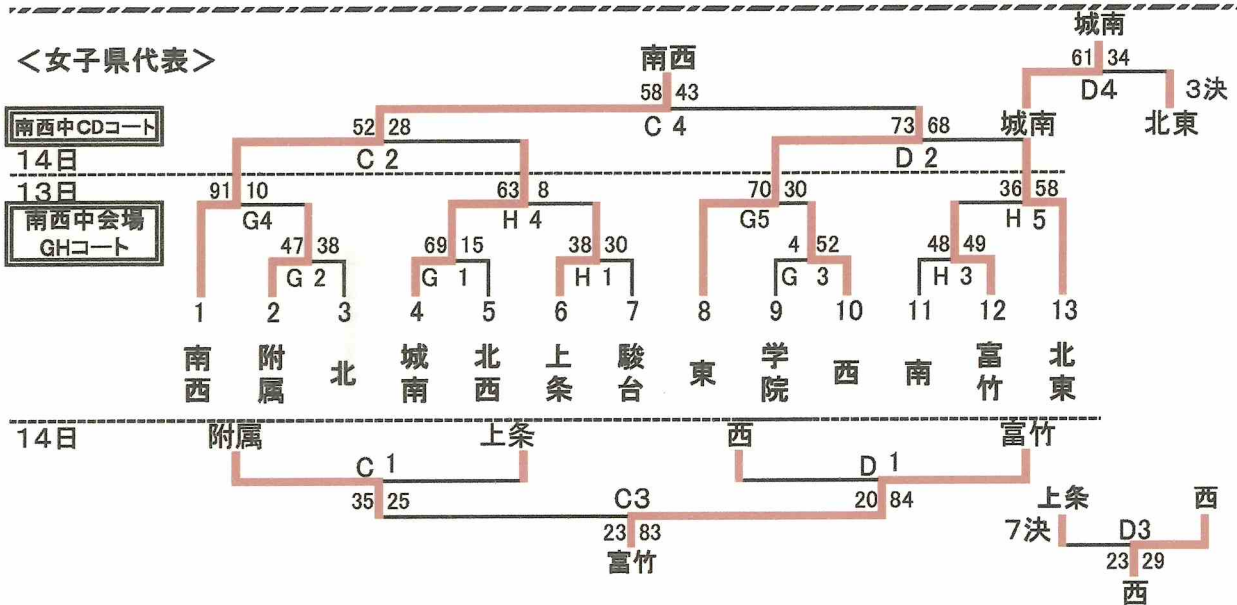 城南
＜女子県代表＞
南西
61 34
58 43
D4
3決
南西中CDコート
52 28
C 4
73 68
城南
北東
14日
C 2
D 2
13日
91 10
63 8
70 30
36 58
南西中会場
GHコート
G4
H 4
G5
H 5
47 38
69 15
38 30
4 52
48 49
G 2
G 1
H 1
G 3
H 3
1 2 3 4 5 6 7 8 9 10 11 12 13
南西
附属
北
城南
北西
上条
駿台
東
学院
西
南
富竹
北東
14日
附属
上条
西
富竹
C 1
D 1
35 25
C3
20 84
上条
西
23 83
7決
D3
富竹
23 29
西